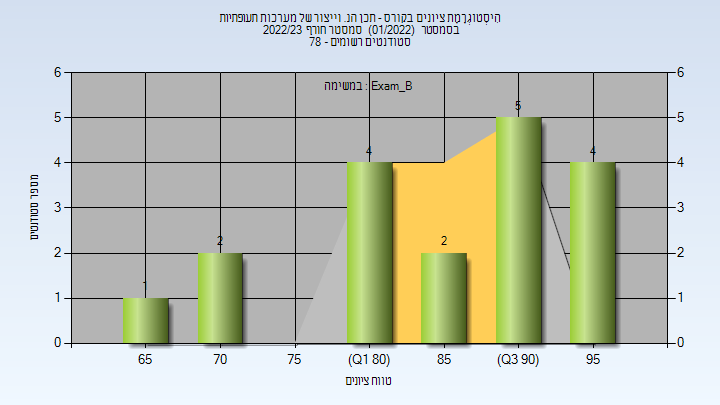 היסטוגרמת ציונים בקורס - תכן הנ. וייצור של מערכות תעופתיות
בסמסטר (01/2022) סמסטר חורף 2022/23
סטודנטים רשומים - 78
במשימה : Exam_B
6 6
5 5
4 4
3 3
2 2
1 1
0 0
1 2 4 2 5 4
מספר סטודנטים
65 70 75 (Q1 80) 85 (Q3 90) 95
טווח ציונים